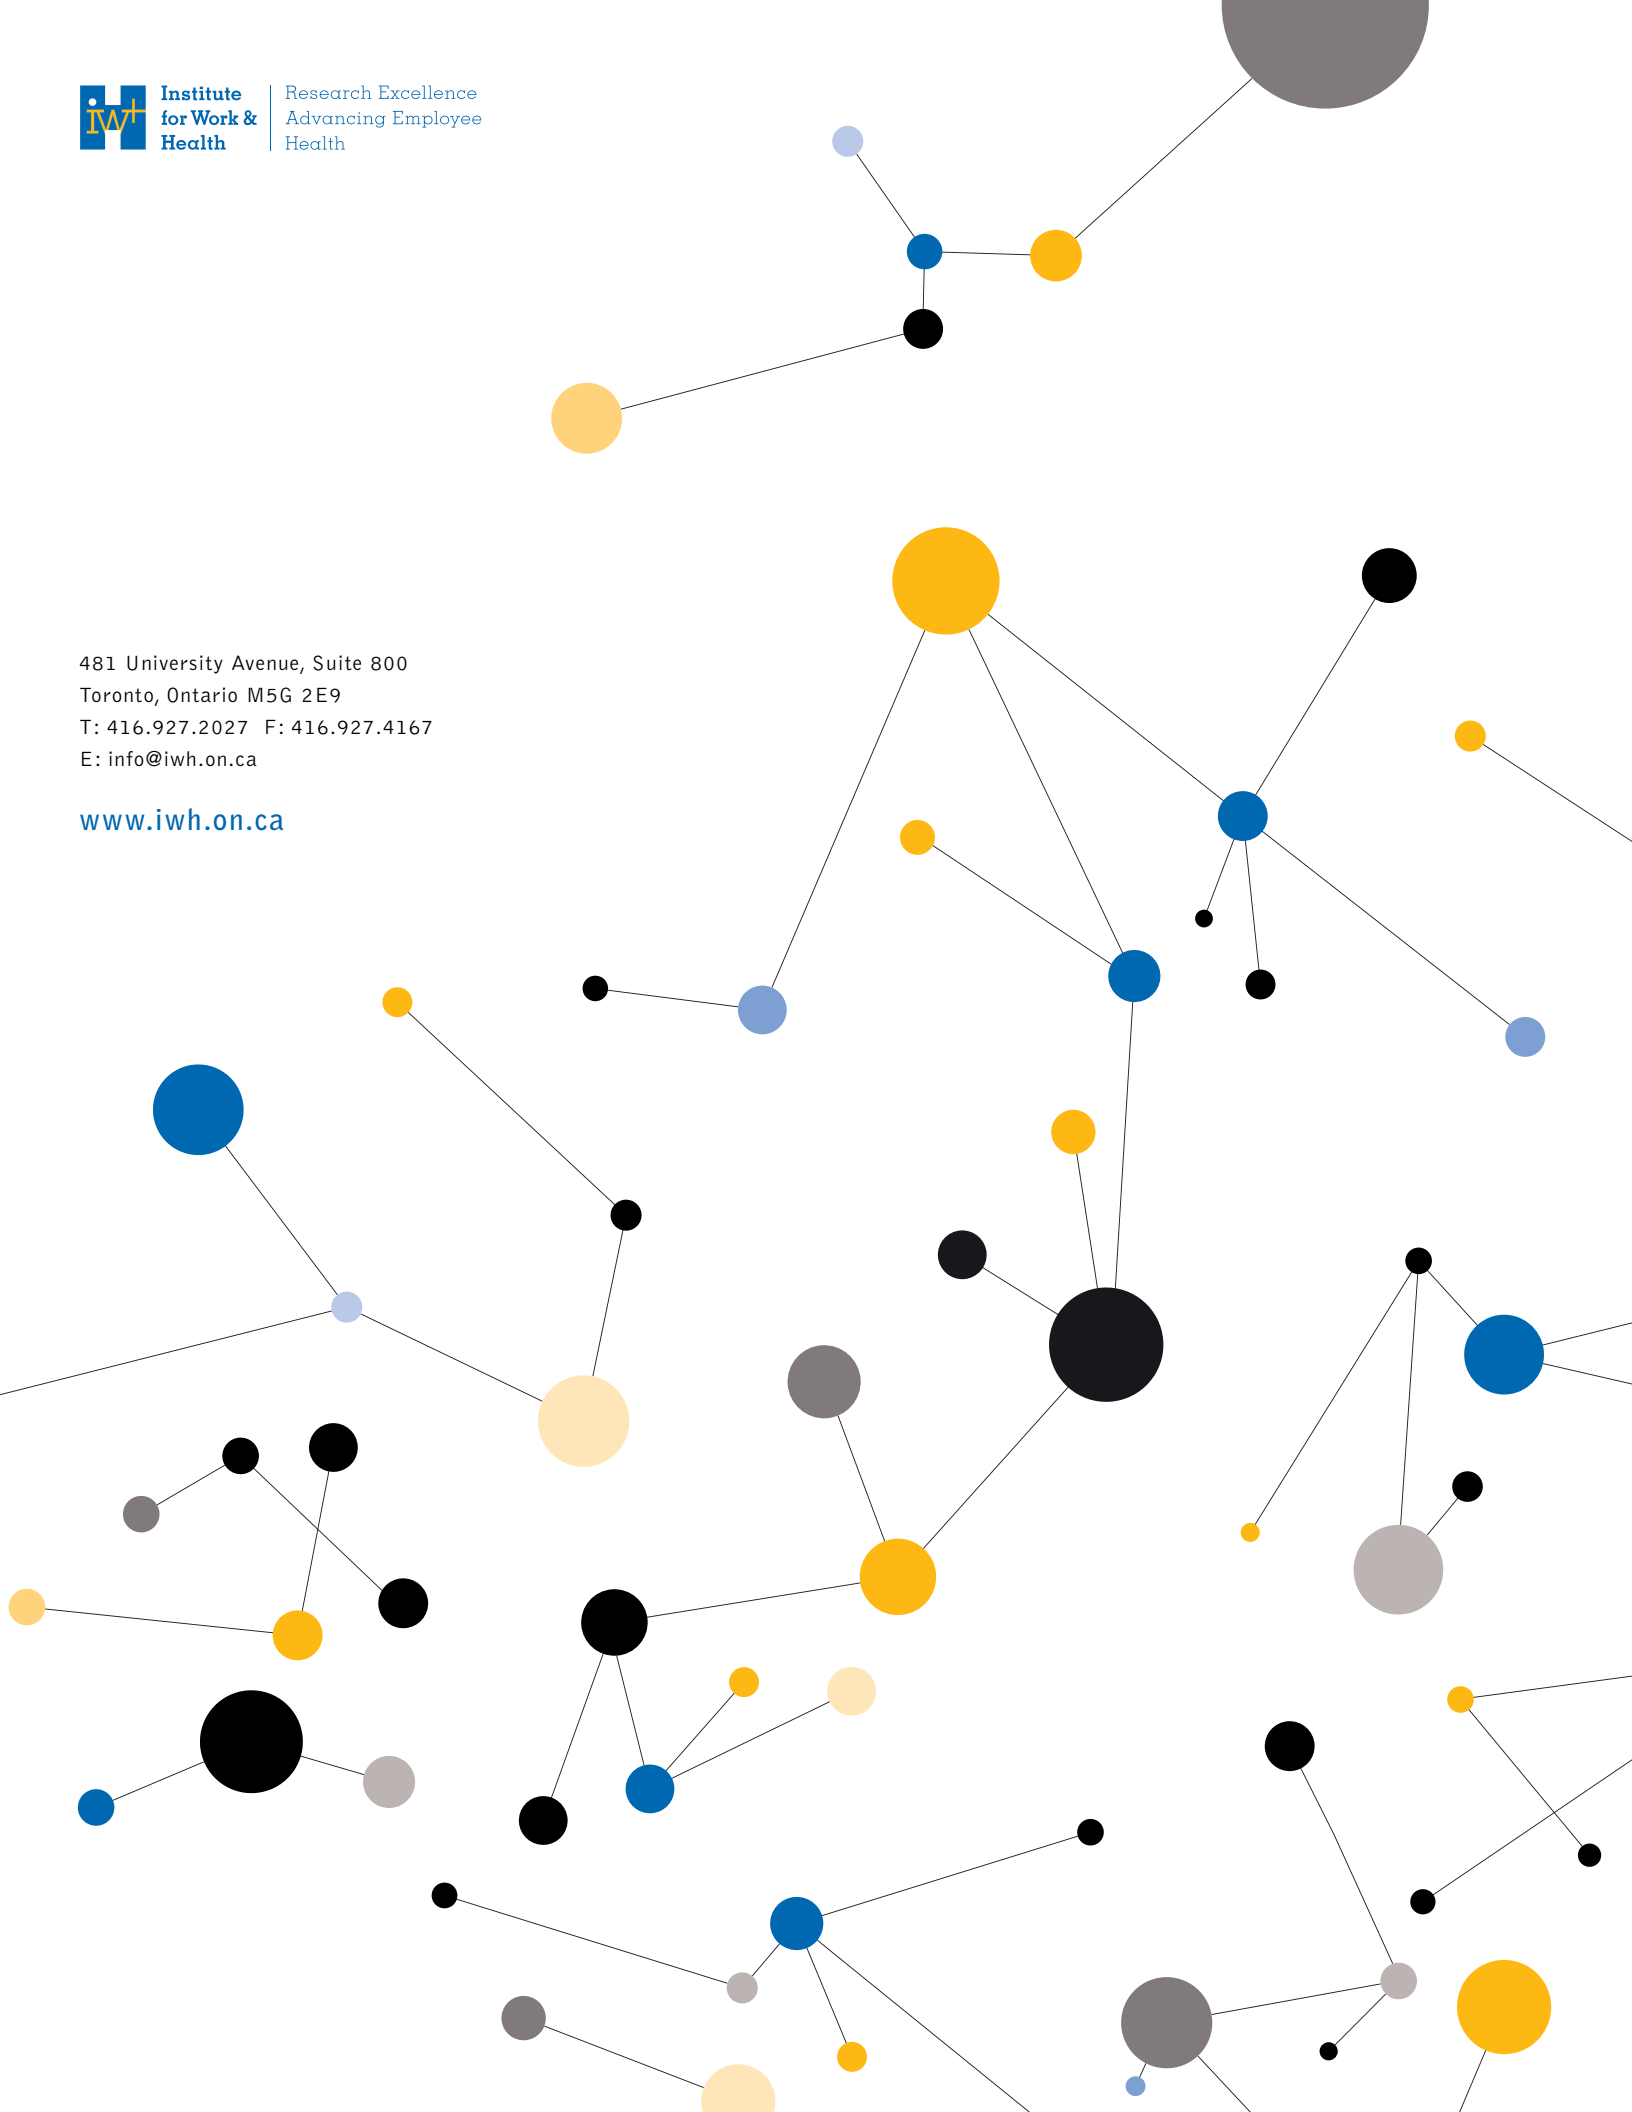 iwh
Institute
for Work &
Health
Research Excellence
Advancing Employee
Health
481 University Avenue, Suite 800
Toronto, Ontario M5G 2E9
T: 416.927.2027 F: 416.927.4167
E: info@iwh.on.ca
www.iwh.on.ca